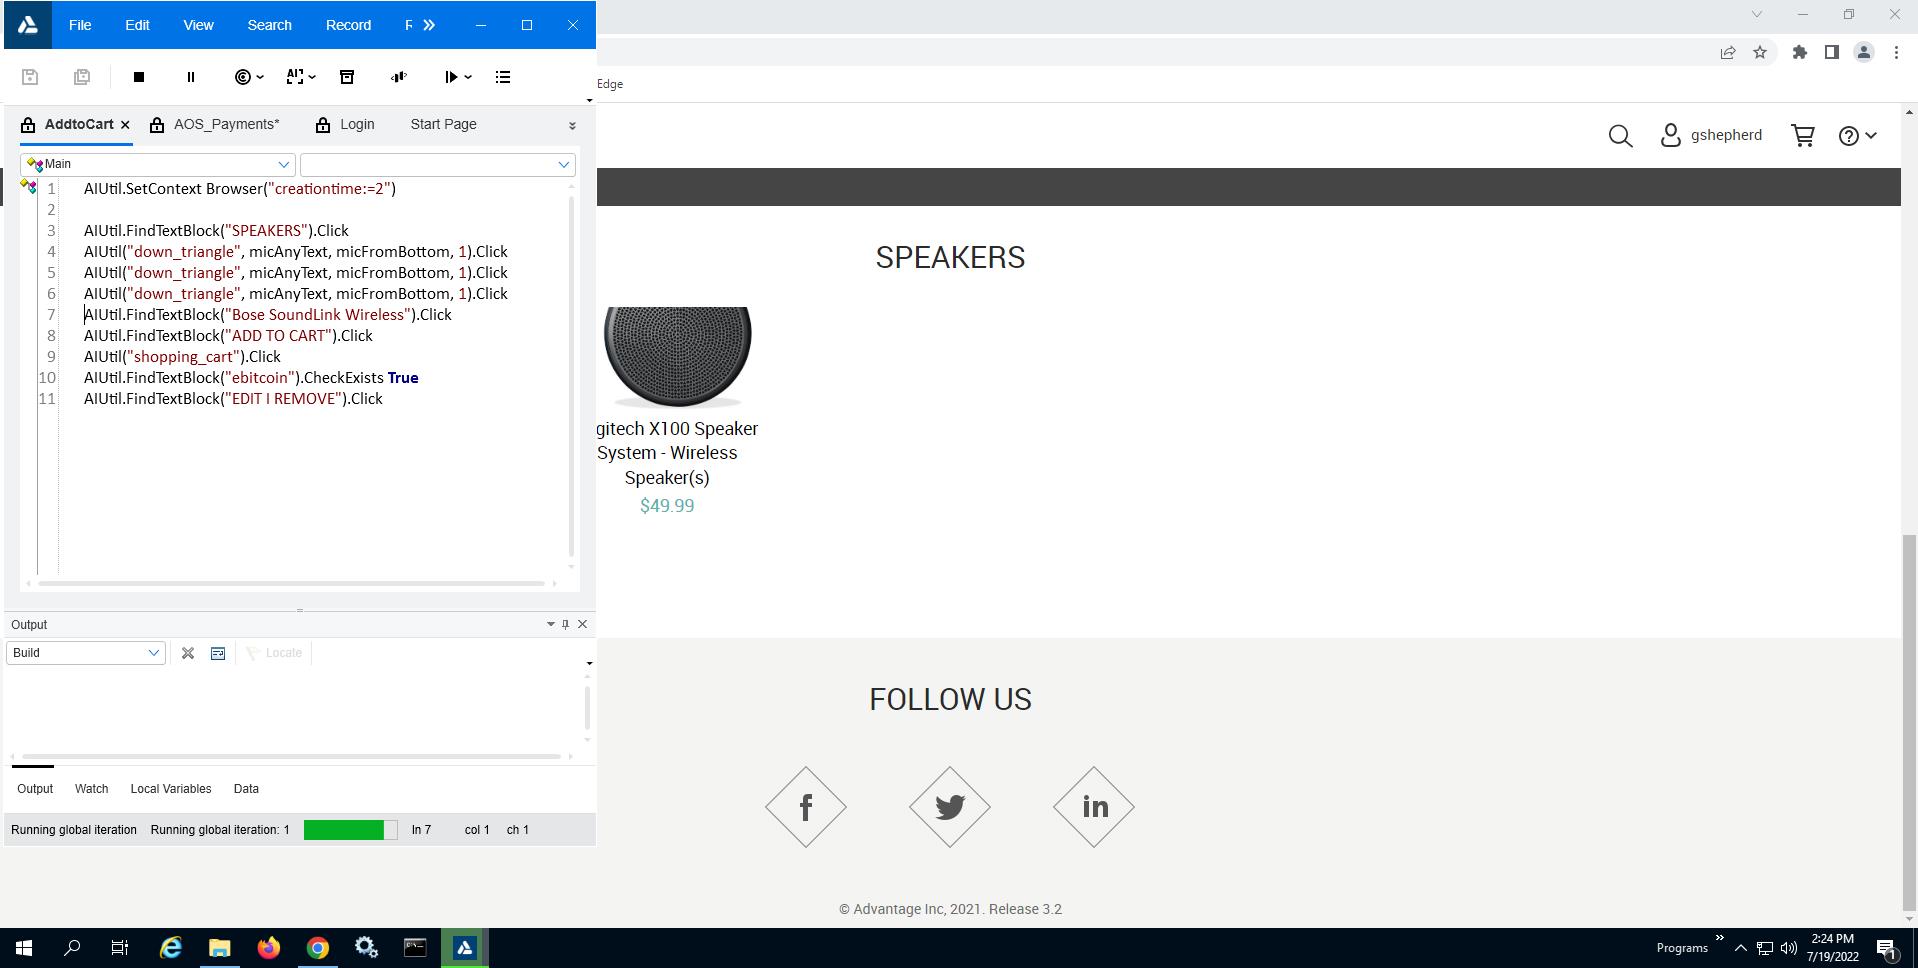 File Edit View Search Record R
Edge
AddtoCart AOS_Payments* Login Start Page
gshepherd
Main
1 AIUtil.SetContext Browser("creationtime:=2")
2
3 AIUtil.FindTextBlock("SPEAKERS").Click
4 AIUtil("down_triangle", micAnyText, micFromBottom, 1).Click
5 AIUtil("down_triangle", micAnyText, micFromBottom, 1).Click
6 AIUtil("down_triangle", micAnyText, micFromBottom, 1).Click
7 AIUtil.FindTextBlock("Bose SoundLink Wireless").Click
8 AIUtil.FindTextBlock("ADD TO CART").Click
9 AIUtil("shopping_cart").Click
10 AIUtil.FindTextBlock("ebitcoin").CheckExists True
11 AIUtil.FindTextBlock("EDIT I REMOVE").Click
SPEAKERS
gitech X100 Speaker
System - Wireless
Speaker(s)
$49.99
Output
Build
Locate
Output Watch Local Variables Data
Running global iteration Running global iteration: 1 ln 7 col 1 ch 1
FOLLOW US
f
in
© Advantage Inc, 2021. Release 3.2
Programs
2:24 PM
7/19/2022
1